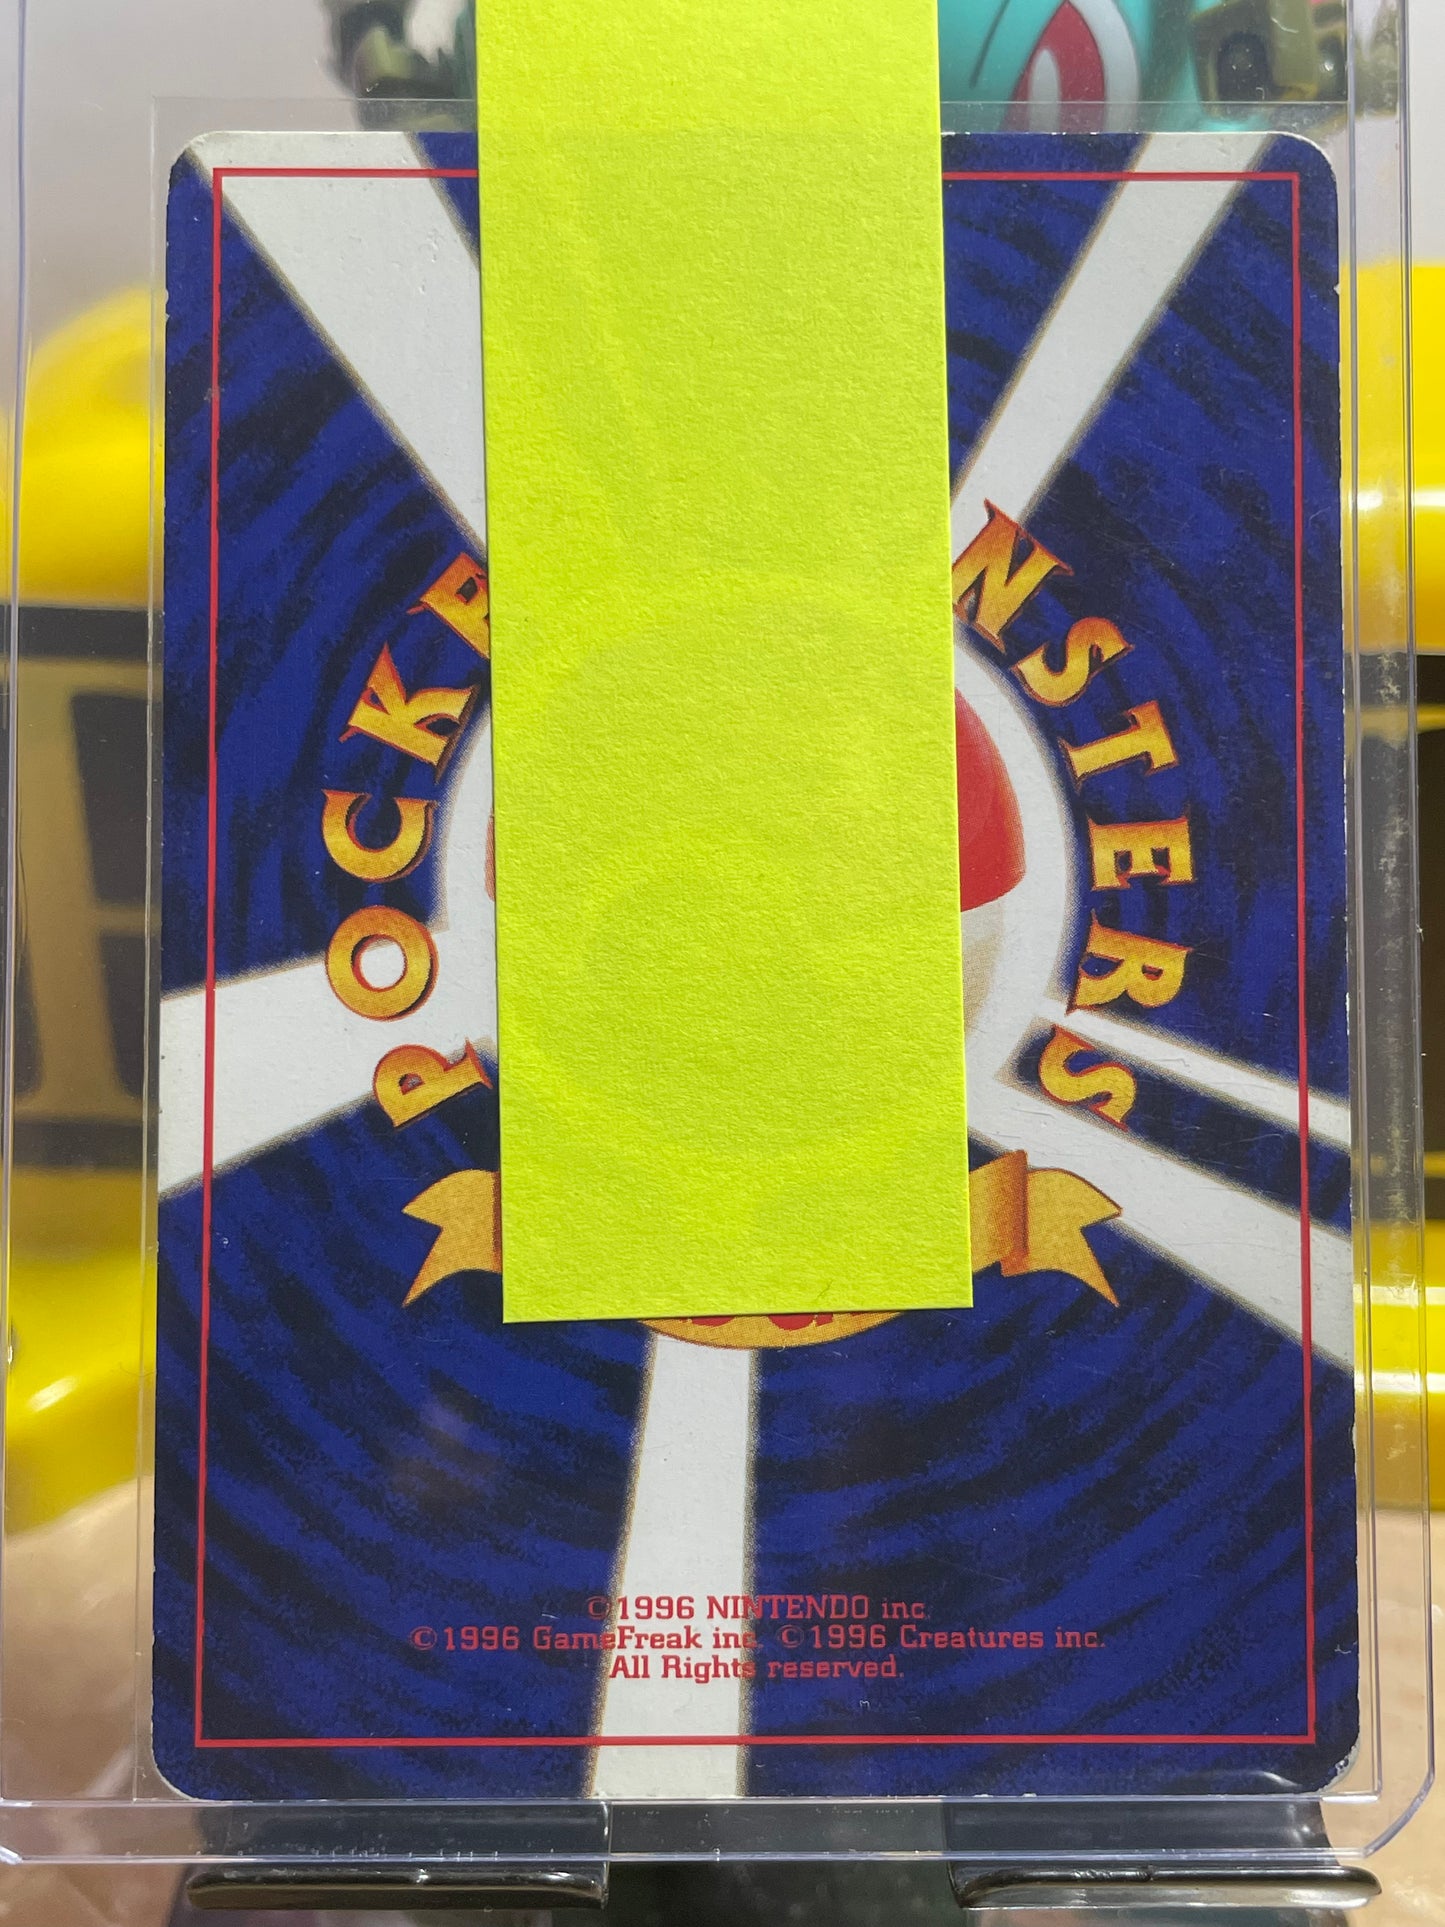 POCKE
NSTERS
©1996 NINTENDO inc.
©1996 GameFreak inc. ©1996 Creatures inc.
All Rights reserved.